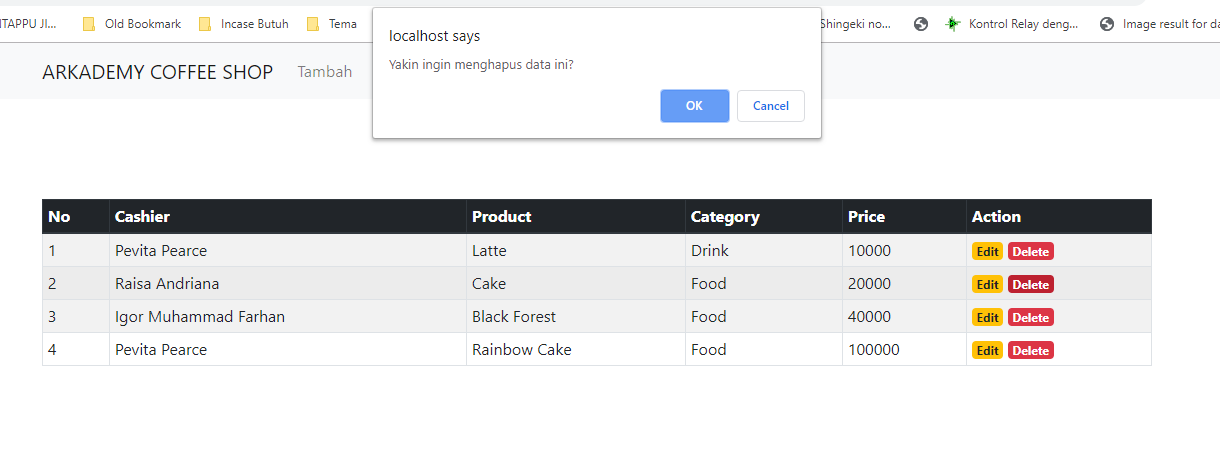 ITAPPU JI... Old Bookmark Incase Butuh Tema Shingeki no... Kontrol Relay deng... Image result for da
localhost says
Yakin ingin menghapus data ini?
OK Cancel
ARKADEMY COFFEE SHOP Tambah
No Cashier Product Category Price Action
1 Pevita Pearce Latte Drink 10000 Edit Delete
2 Raisa Andriana Cake Food 20000 Edit Delete
3 Igor Muhammad Farhan Black Forest Food 40000 Edit Delete
4 Pevita Pearce Rainbow Cake Food 100000 Edit Delete